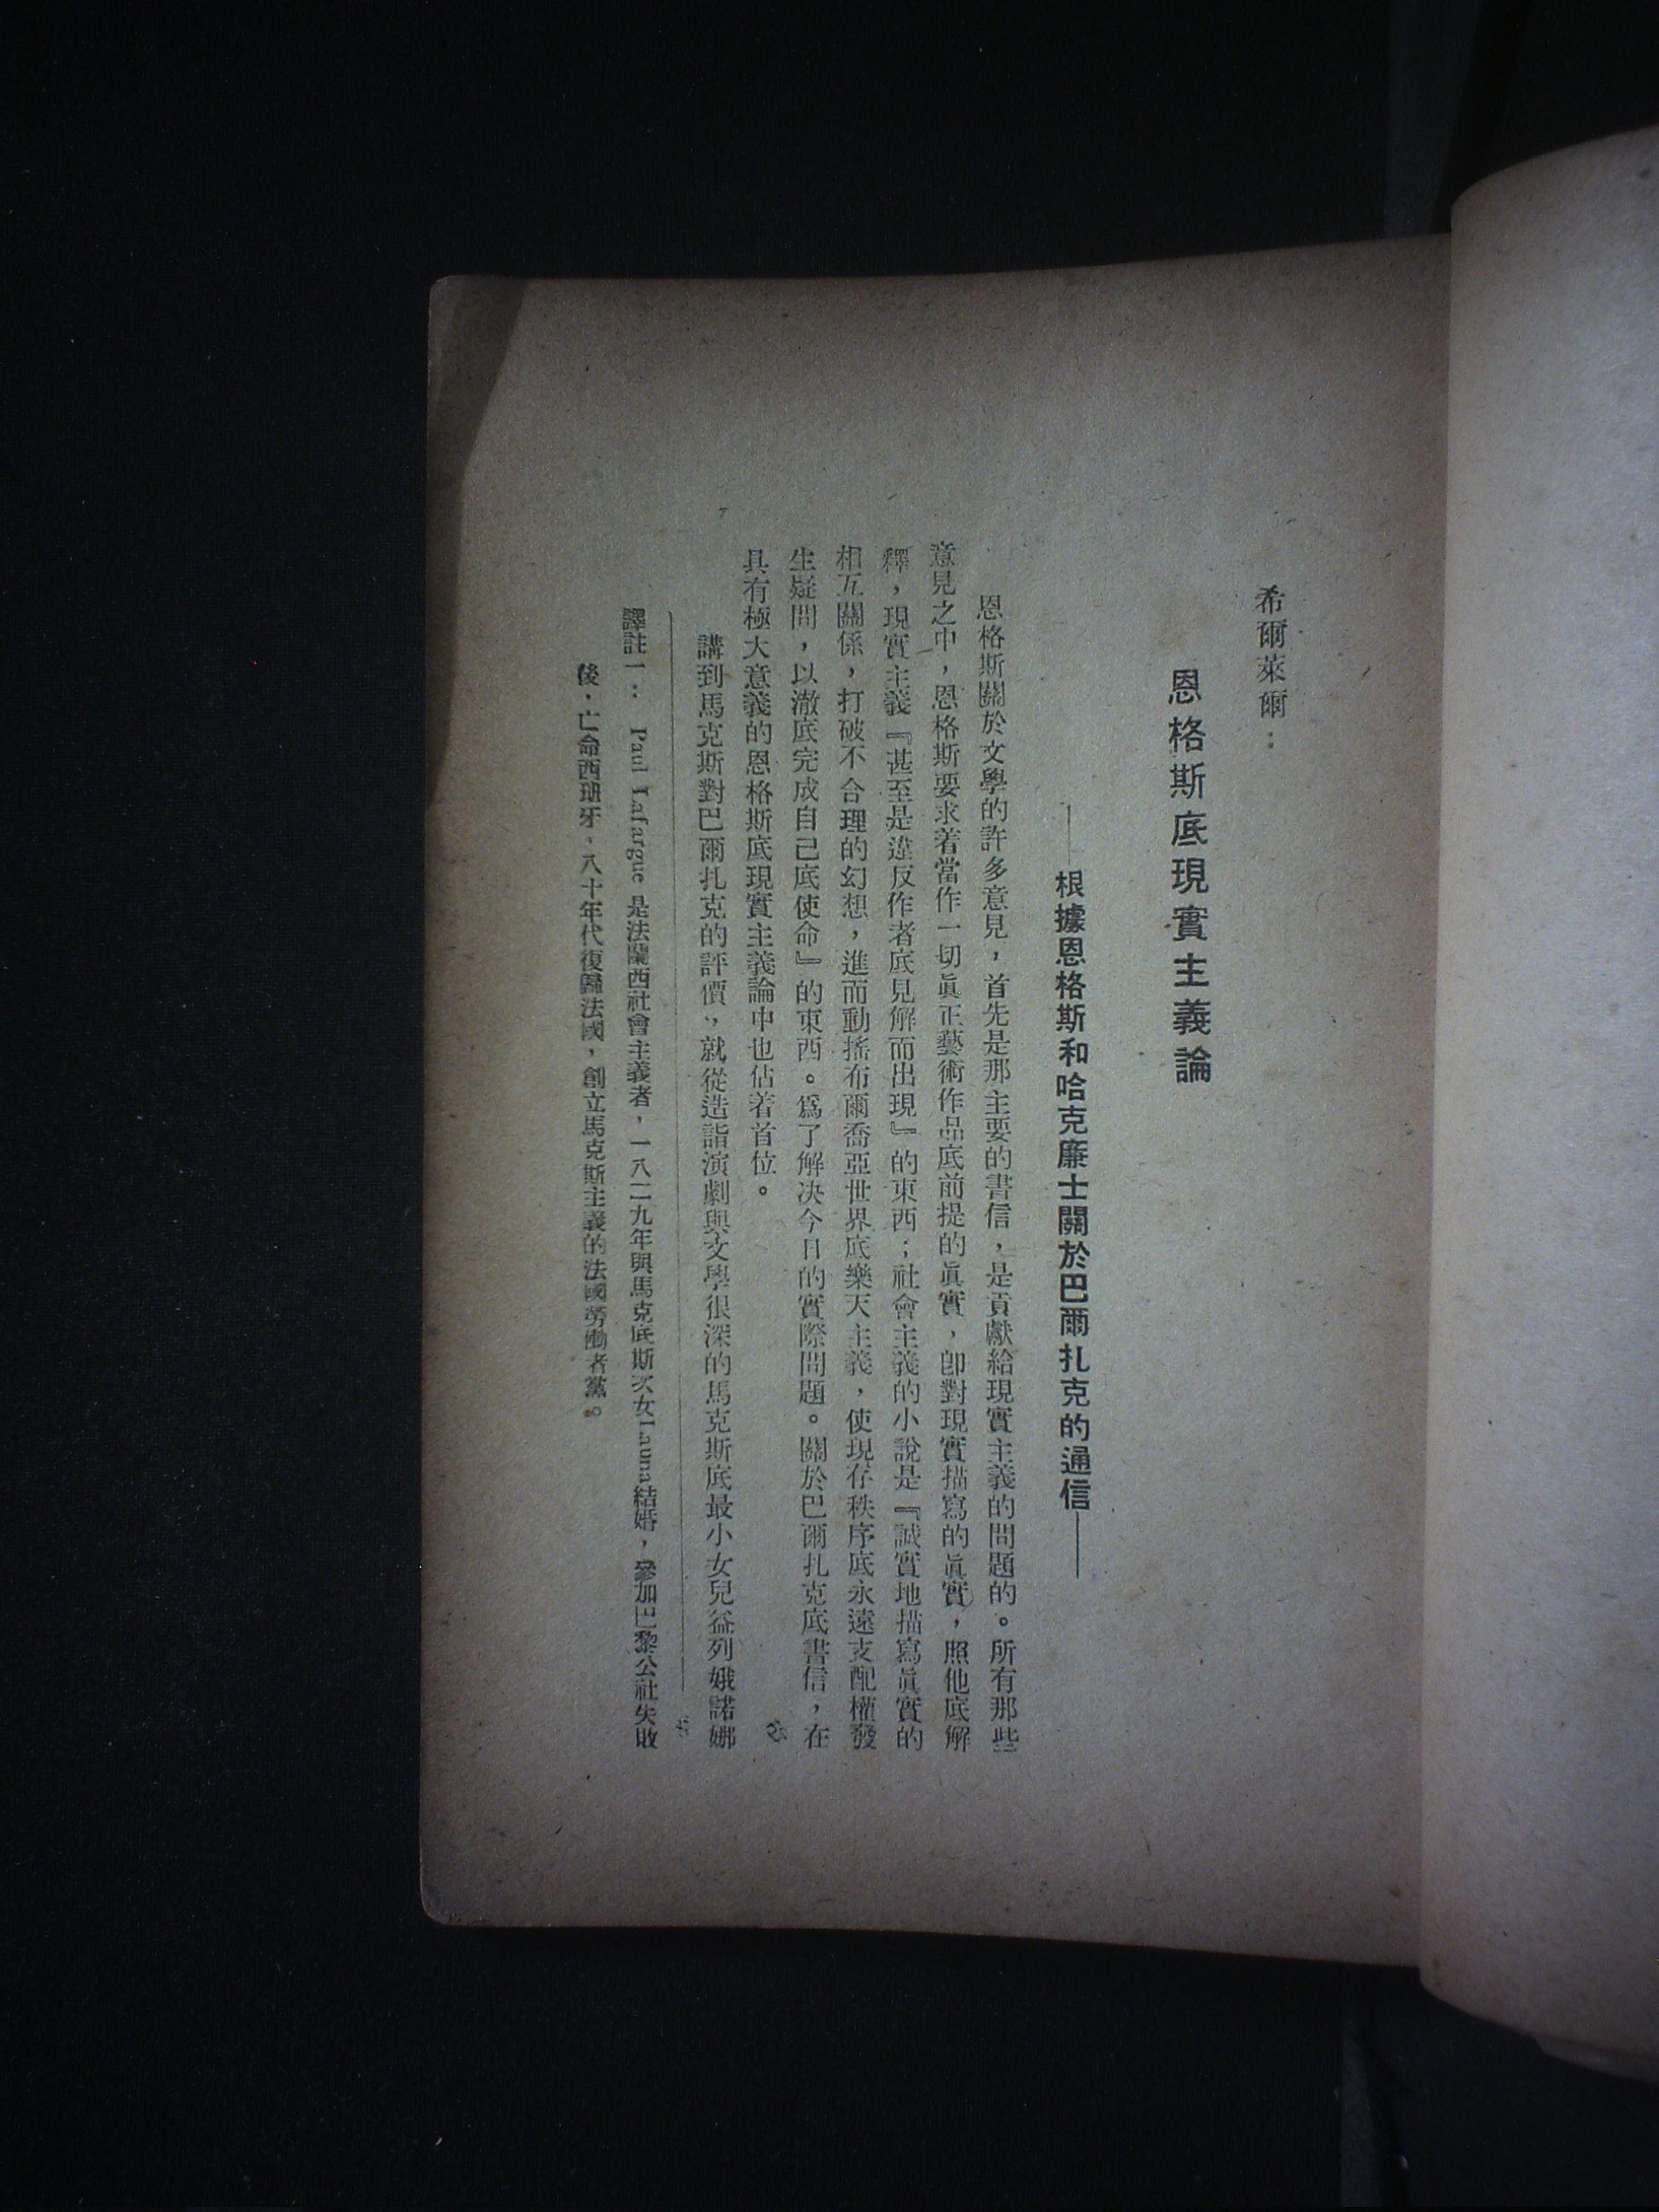 希爾萊爾：
恩格斯底現實主義論
——根據恩格斯和哈克廉士關於巴爾扎克的通信——
恩格斯關於文學的許多意見，首先是那主要的書信，是貢獻給現實主義的問題的。所有那些
意見之中，恩格斯要求着當作一切眞正藝術作品底前提的眞實，卽對現實描寫的眞實，照他底解
釋，現實主義『甚至是違反作者底見解而出現』的東西；社會主義的小說是『誠實地描寫眞實的
相互關係，打破不合理的幻想，進而動搖布爾喬亞世界底樂天主義，使現存秩序底永遠支配權發
生疑問，以澈底完成自己底使命』的東西。爲了解决今日的實際問題。關於巴爾扎克底書信，在
具有極大意義的恩格斯底現實主義論中也佔着首位。
講到馬克斯對巴爾扎克的評價，就從造詣演劇與文學很深的馬克斯底最小女兒益列娥諾娜
譯註一： Paul Lafargue 是法蘭西社會主義者，一八二九年與馬克底斯次女Launa結婚，參加巴黎公社失敗
後，亡命西班牙，八十年代復歸法國，創立馬克斯主義的法國勞働者黨。